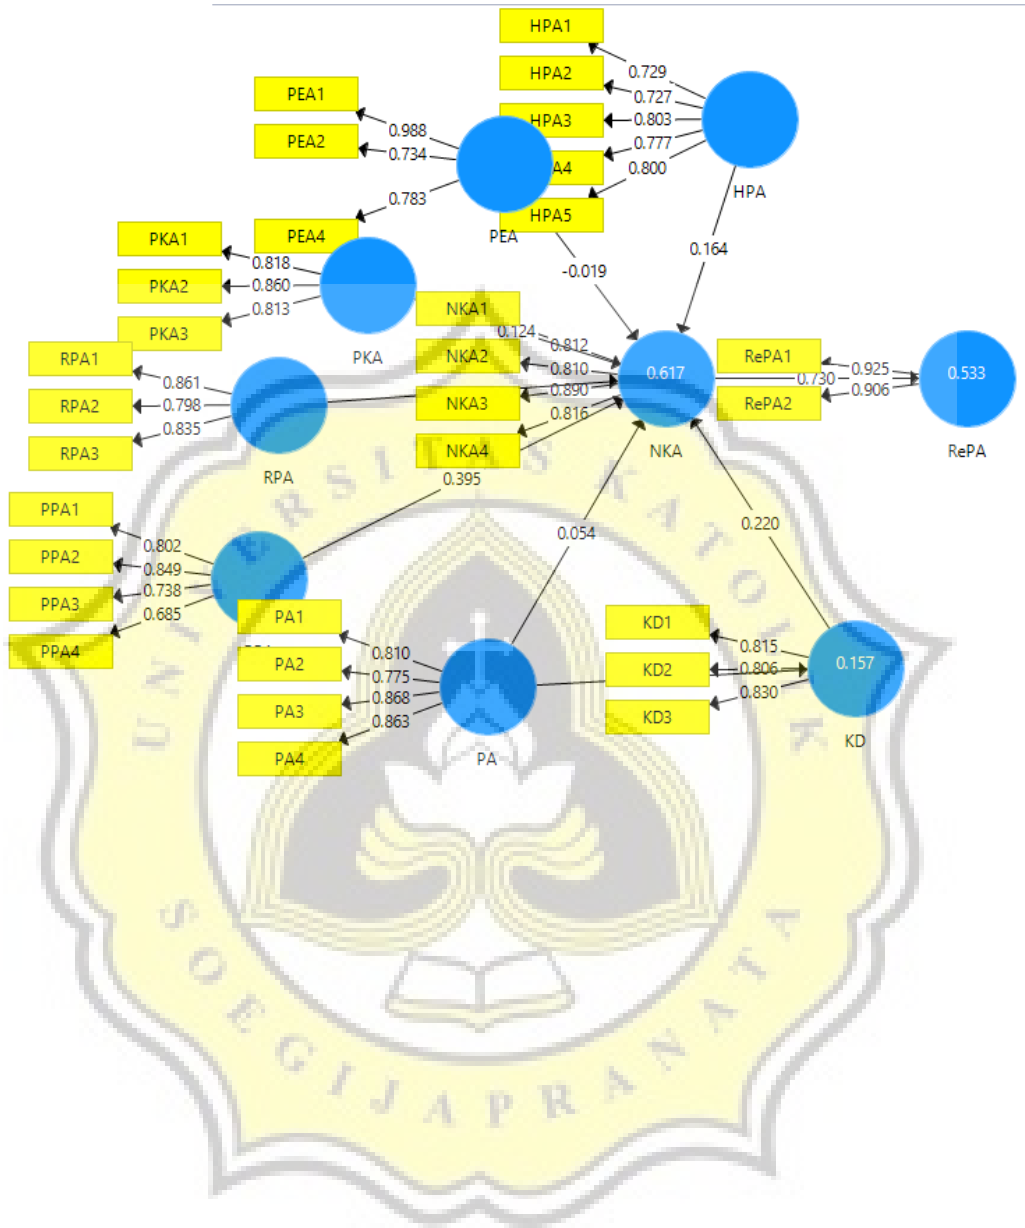 HPA1
HPA2
HPA3
A4
HPA5
0.729
0.727
0.803
0.777
0.800
HPA
PEA1
PEA2
PEA4
0.988
0.734
0.783
PEA
0.164
-0.019
PKA1
PKA2
PKA3
0.818
0.860
0.813
PKA
NKA1
NKA2
NKA3
NKA4
0.124
0.812
0.810
0.890
0.816
0.617
NKA
RePA1
RePA2
0.925
0.730
0.906
0.533
RePA
RPA1
RPA2
RPA3
0.861
0.798
0.835
RPA
0.395
PPA1
PPA2
PPA3
PPA4
0.802
0.849
0.738
0.685
0.054
0.220
PA1
PA2
PA3
PA4
0.810
0.775
0.868
0.863
PA
KD1
KD2
KD3
0.815
0.806
0.830
0.157
KD
UNIVERSITAS KATOLIK
SOEGIJAPRANATA